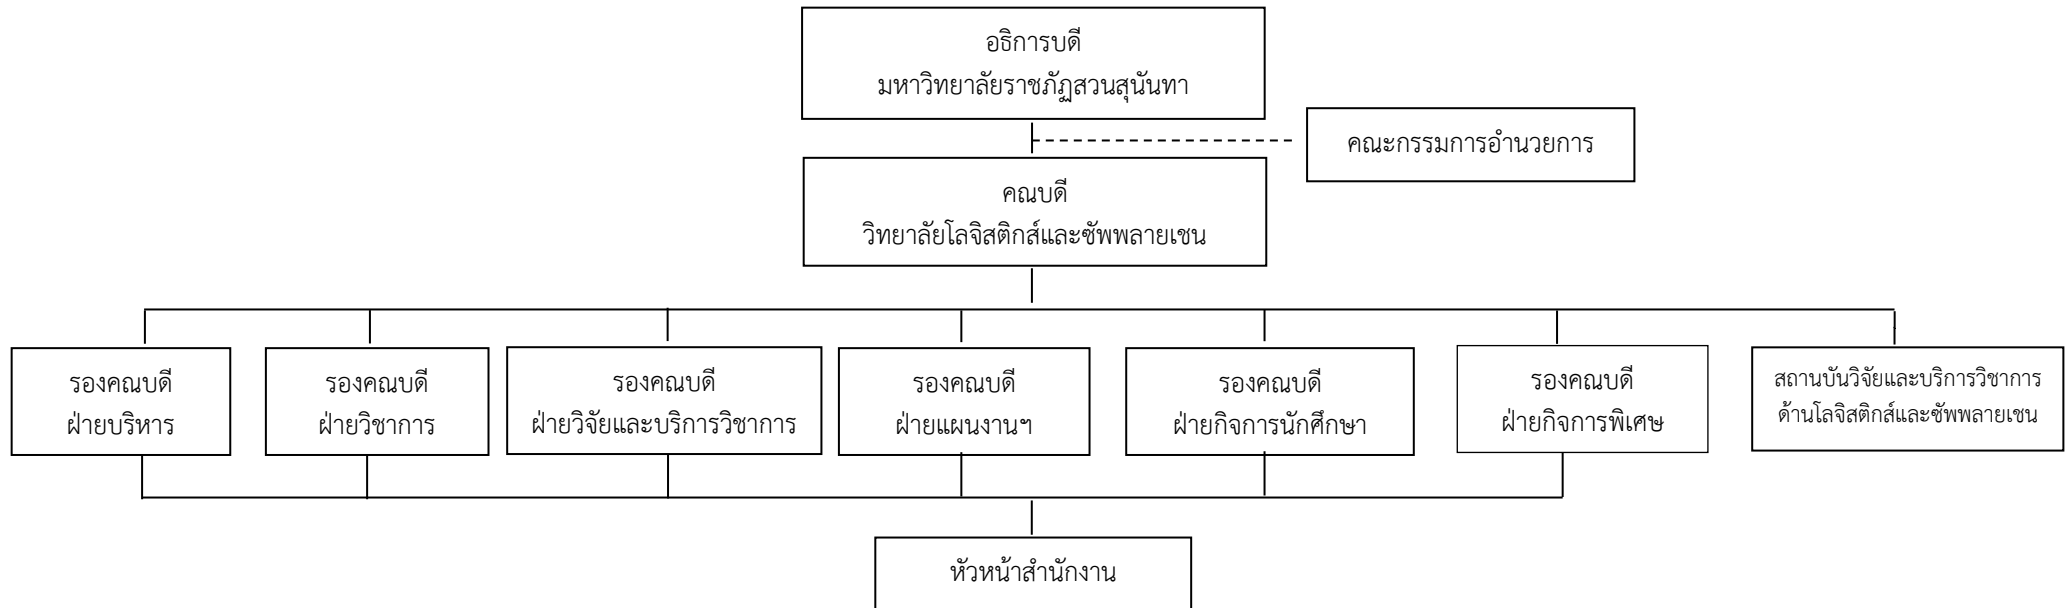 อธิการบดี
มหาวิทยาลัยราชภัฏสวนสุนันทา
คณะกรรมการอำนวยการ
คณบดี
วิทยาลัยโลจิสติกส์และซัพพลายเชน
รองคณบดี
ฝ่ายบริหาร
รองคณบดี
ฝ่ายวิชาการ
รองคณบดี
ฝ่ายวิจัยและบริการวิชาการ
รองคณบดี
ฝ่ายแผนงานฯ
รองคณบดี
ฝ่ายกิจการนักศึกษา
รองคณบดี
ฝ่ายกิจการพิเศษ
สถานบันวิจัยและบริการวิชาการ
ด้านโลจิสติกส์และซัพพลายเชน
หัวหน้าสำนักงาน